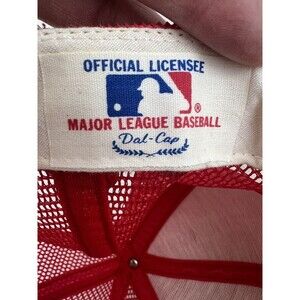 OFFICIAL LICENSEE
®
MAJOR LEAGUE BASEBALL
Dal-Cap